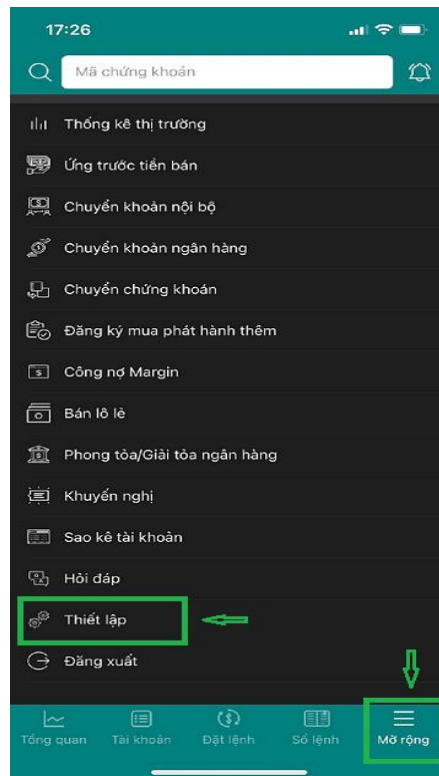 17:26
Mã chứng khoán
Thống kê thị trường
Ứng trước tiền bán
Chuyển khoản nội bộ
Chuyển khoản ngân hàng
Chuyển chứng khoán
Đăng ký mua phát hành thêm
Công nợ Margin
Bán lô lẻ
Phong tỏa/Giải tỏa ngân hàng
Khuyến nghị
Sao kê tài khoản
Hỏi đáp
Thiết lập
Đăng xuất
Tổng quan Tài khoản Đặt lệnh Sổ lệnh Mở rộng